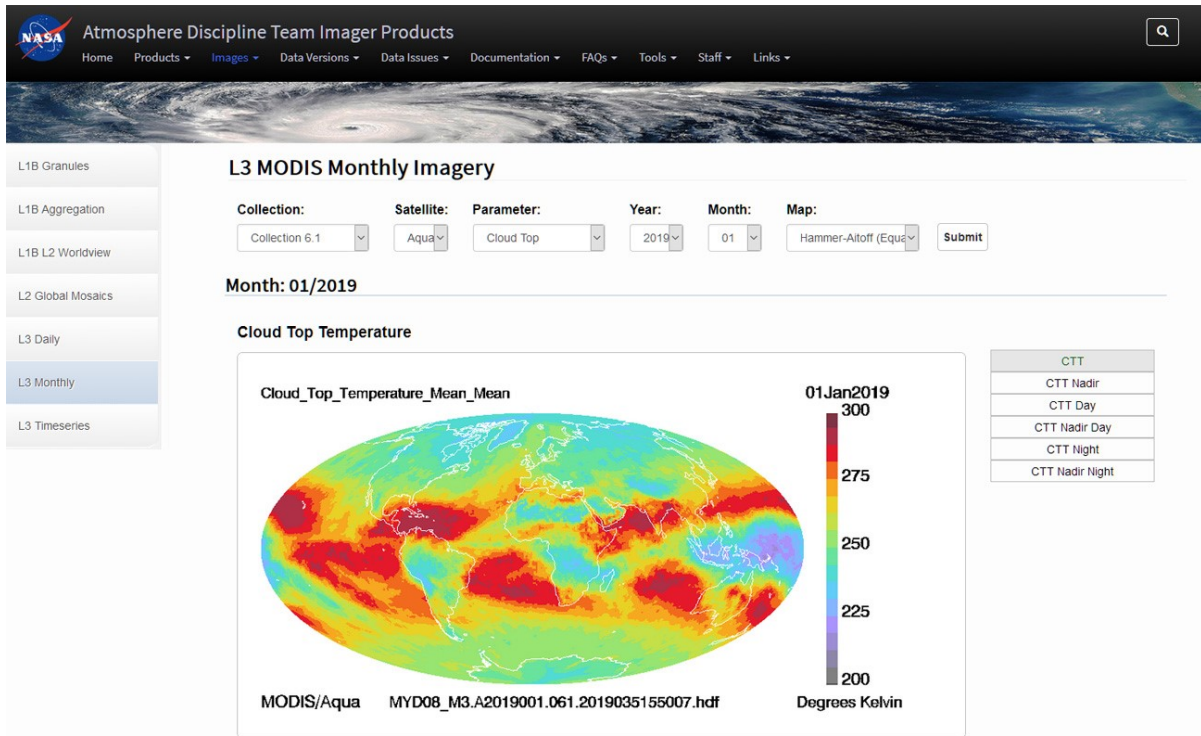 NASA
Atmosphere Discipline Team Imager Products
Home Products Images Data Versions Data Issues Documentation FAQs Tools Staff Links
L1B Granules
L1B Aggregation
L1B L2 Worldview
L2 Global Mosaics
L3 Daily
L3 Monthly
L3 Timeseries
L3 MODIS Monthly Imagery
Collection: Satellite: Parameter: Year: Month: Map:
Collection 6.1 Aqua Cloud Top 2019 01 Hammer-Aitoff (Equa Submit
Month: 01/2019
Cloud Top Temperature
Cloud_Top_Temperature_Mean_Mean 01Jan2019
300
275
250
225
200
MODIS/Aqua MYD08_M3.A2019001.061.2019035155007.hdf Degrees Kelvin
CTT
CTT Nadir
CTT Day
CTT Nadir Day
CTT Night
CTT Nadir Night